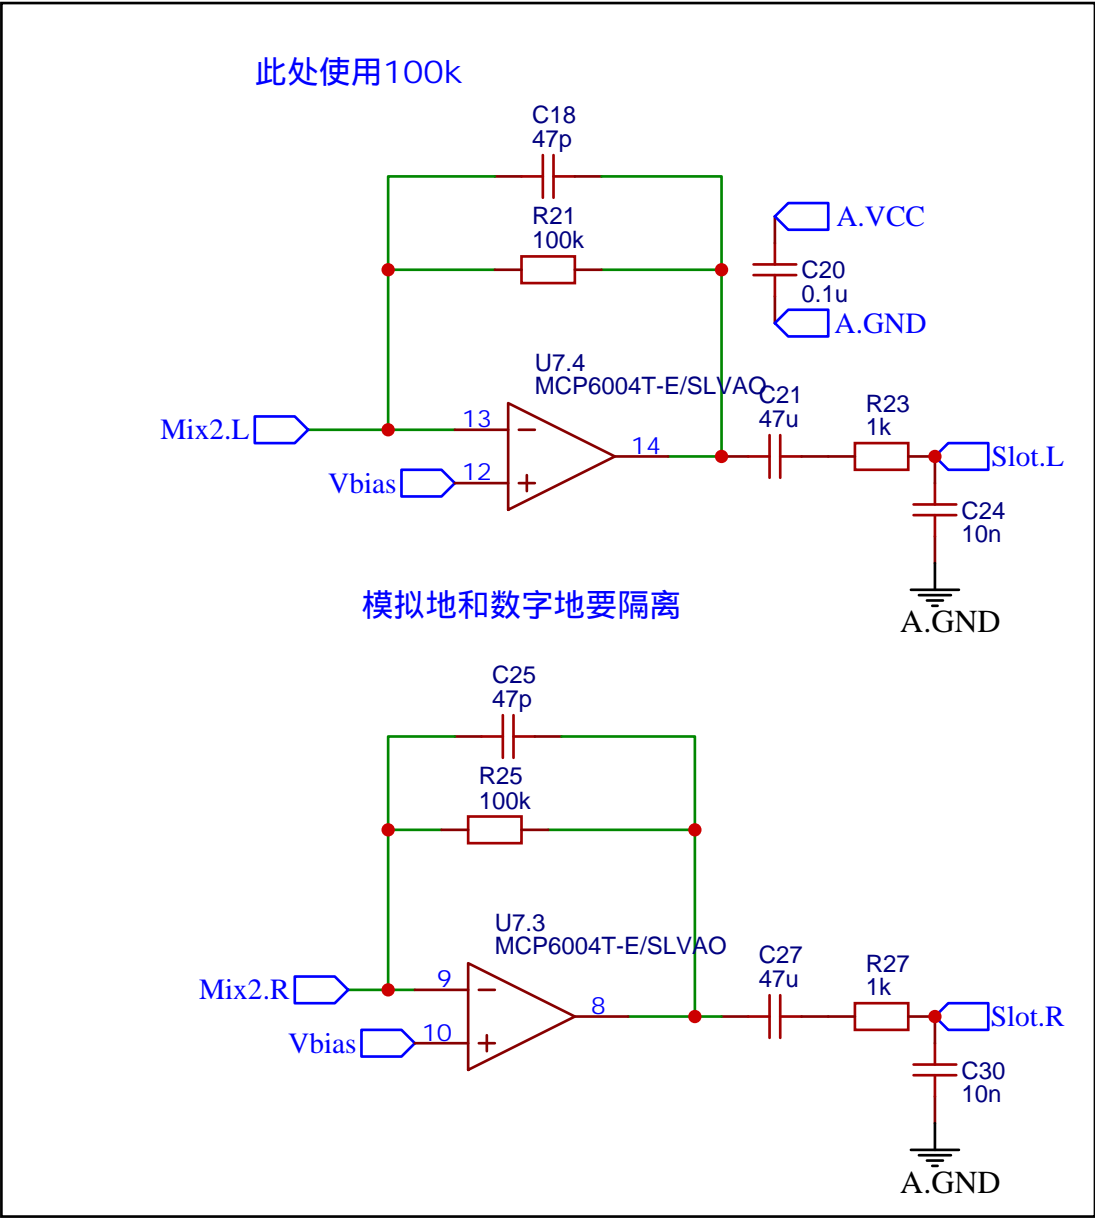 此处使用100k
C18
47p
R21
100k
A.VCC
C20
0.1u
A.GND
U7.4
MCP6004T-E/SLVAO
C21
47u
R23
1k
Mix2.L
13
14
Slot.L
Vbias
12
C24
10n
A.GND
模拟地和数字地要隔离
C25
47p
R25
100k
U7.3
MCP6004T-E/SLVAO
C27
47u
R27
1k
Mix2.R
9
8
Slot.R
Vbias
10
C30
10n
A.GND